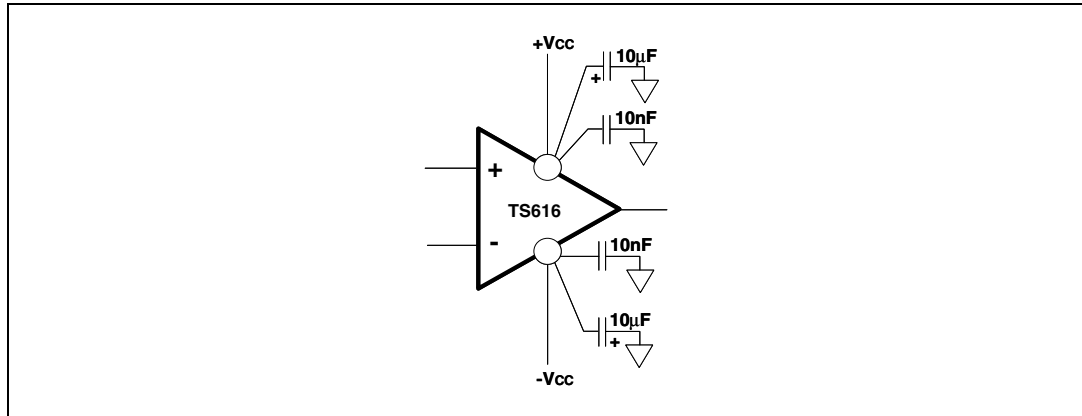 +VCC
10µF
+
10nF
+
TS616
-
10nF
10µF
+
-VCC